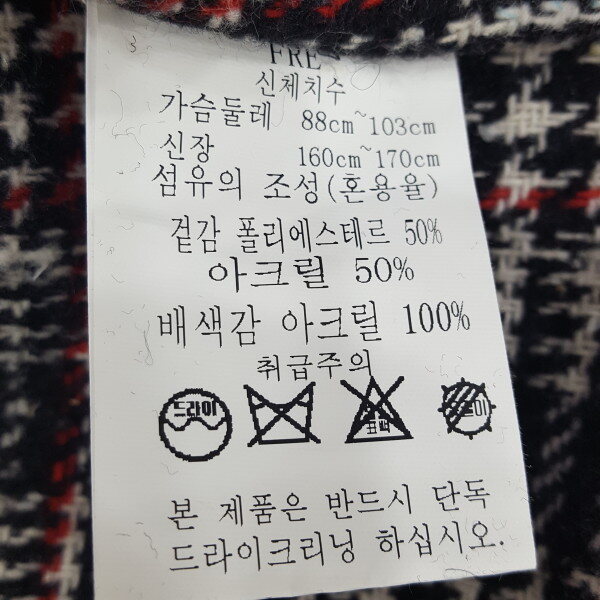 FRE
신체치수
가슴둘레 88cm~103cm
신장 160cm~170cm
섬유의 조성(혼용율)
겉감 폴리에스테르 50%
아크릴 50%
배색감 아크릴 100%
취급주의
드라이
표백
본 제품은 반드시 단독
드라이크리닝 하십시오.